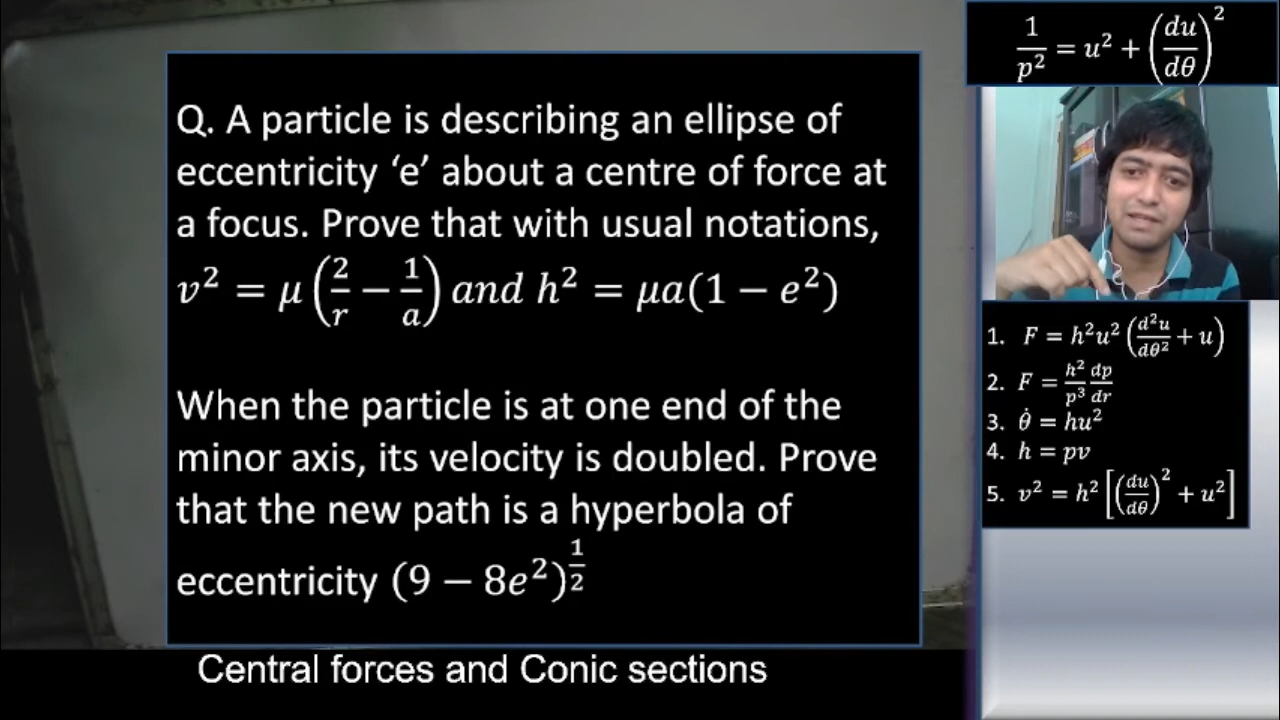 Q. A particle is describing an ellipse of
eccentricity ‘e’ about a centre of force at
a focus. Prove that with usual notations,
v² = μ(2/r − 1/a) and h² = μa(1 − e²)
When the particle is at one end of the
minor axis, its velocity is doubled. Prove
that the new path is a hyperbola of
eccentricity (9 − 8e²)^(1/2)
Central forces and Conic sections
1/p² = u² + (du/dθ)²
1. F = h²u²(d²u/dθ² + u)
2. F = h²/p³ dp/dr
3. θ̇ = hu²
4. h = pv
5. v² = h²[(du/dθ)² + u²]